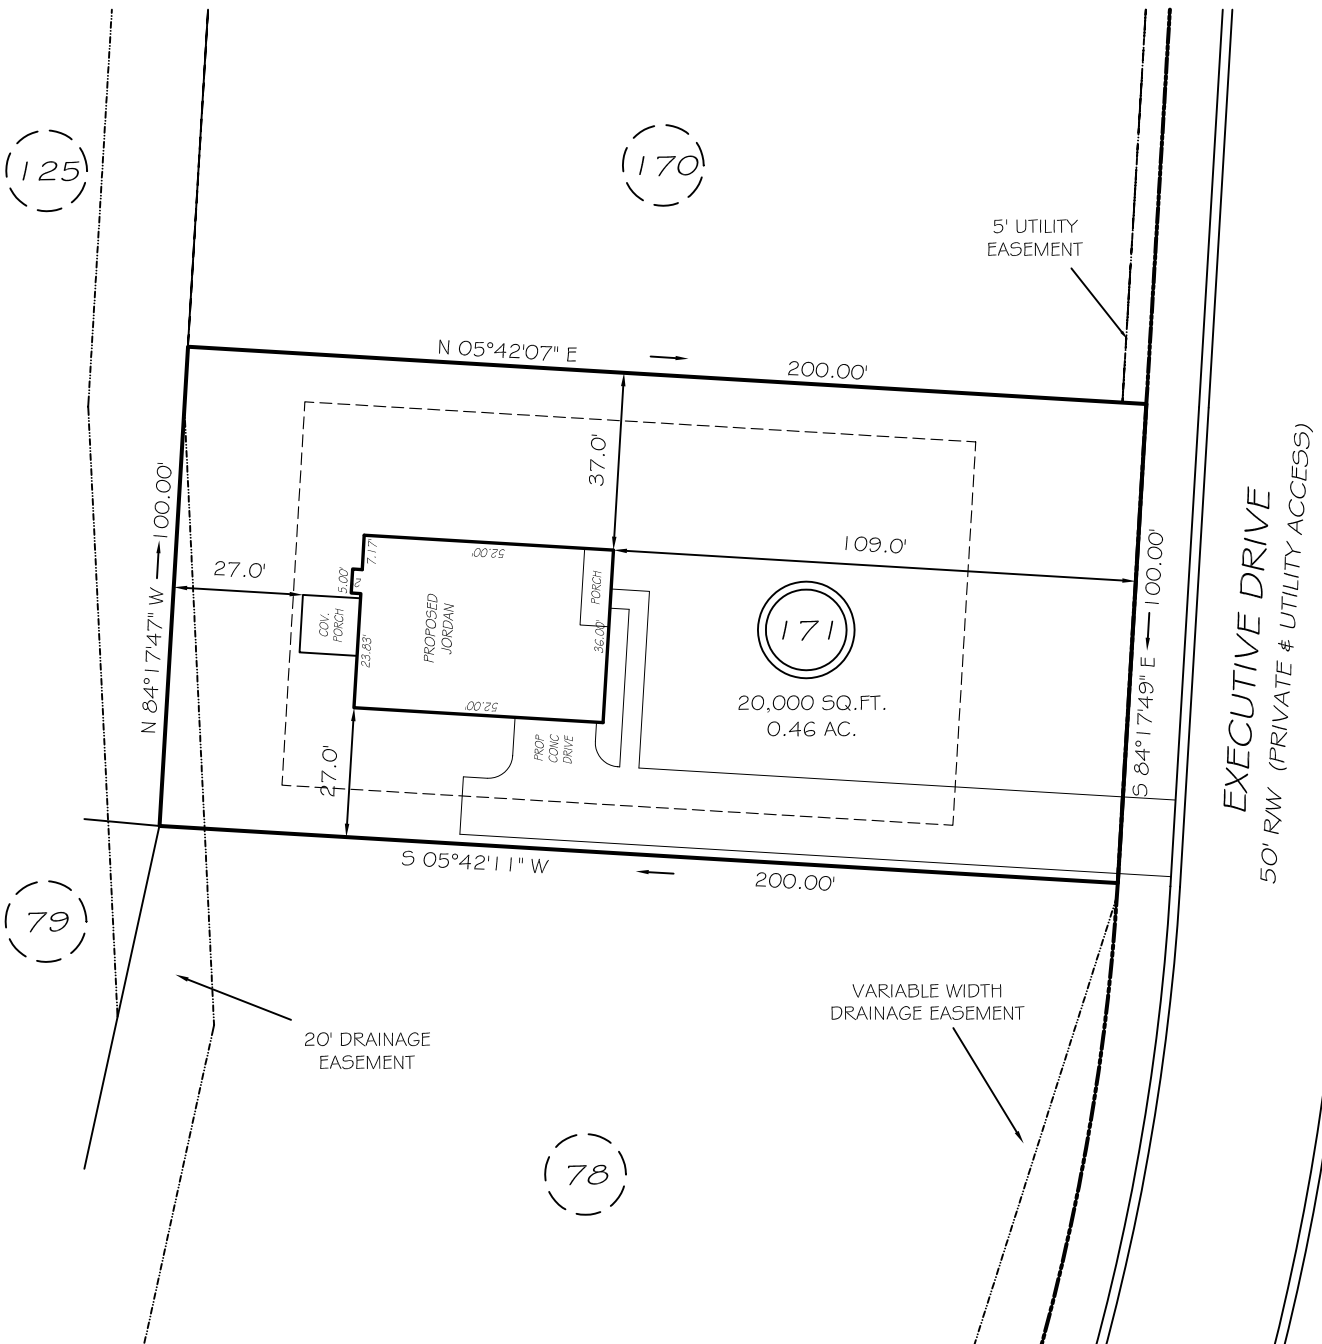 125
170
5' UTILITY
EASEMENT
N 05°42'07" E
200.00'
37.0'
100.00'
N 84°17'47" W
27.0'
7.17'
52.00'
109.0'
5.00'
2'
COV.
PORCH
PROPOSED
JORDAN
PORCH
36.00'
23.83'
52.00'
171
20,000 SQ.FT.
0.46 AC.
PROP
CONC
DRIVE
27.0'
100.00'
S 84°17'49" E
EXECUTIVE DRIVE
50' R/W (PRIVATE & UTILITY ACCESS)
S 05°42'11" W
200.00'
79
20' DRAINAGE
EASEMENT
VARIABLE WIDTH
DRAINAGE EASEMENT
78